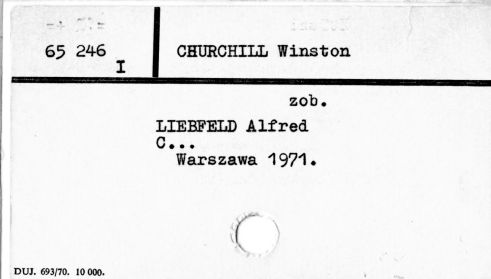 65 246
I
CHURCHILL Winston
zob.
LIEBFELD Alfred
C...
Warszawa 1971.
DUJ. 693/70. 10 000.